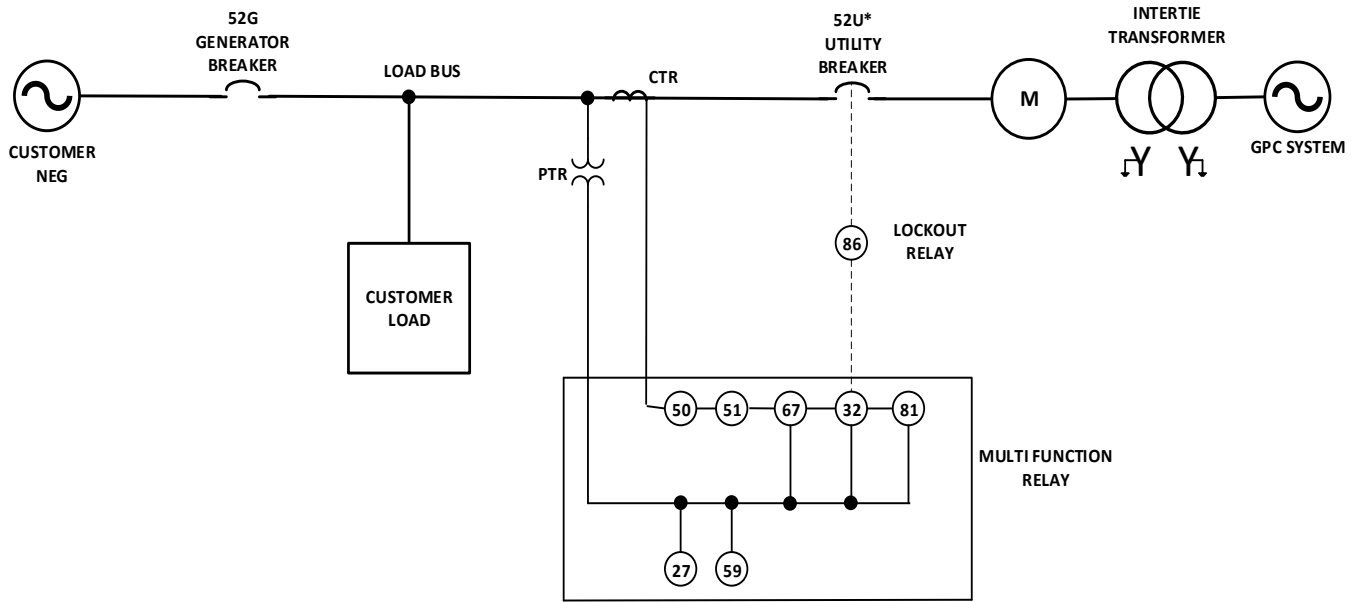 52G
GENERATOR
BREAKER
LOAD BUS
CTR
52U*
UTILITY
BREAKER
INTERTIE
TRANSFORMER
M
CUSTOMER
NEG
GPC SYSTEM
PTR
86
LOCKOUT
RELAY
CUSTOMER
LOAD
50
51
67
32
81
MULTI FUNCTION
RELAY
27
59